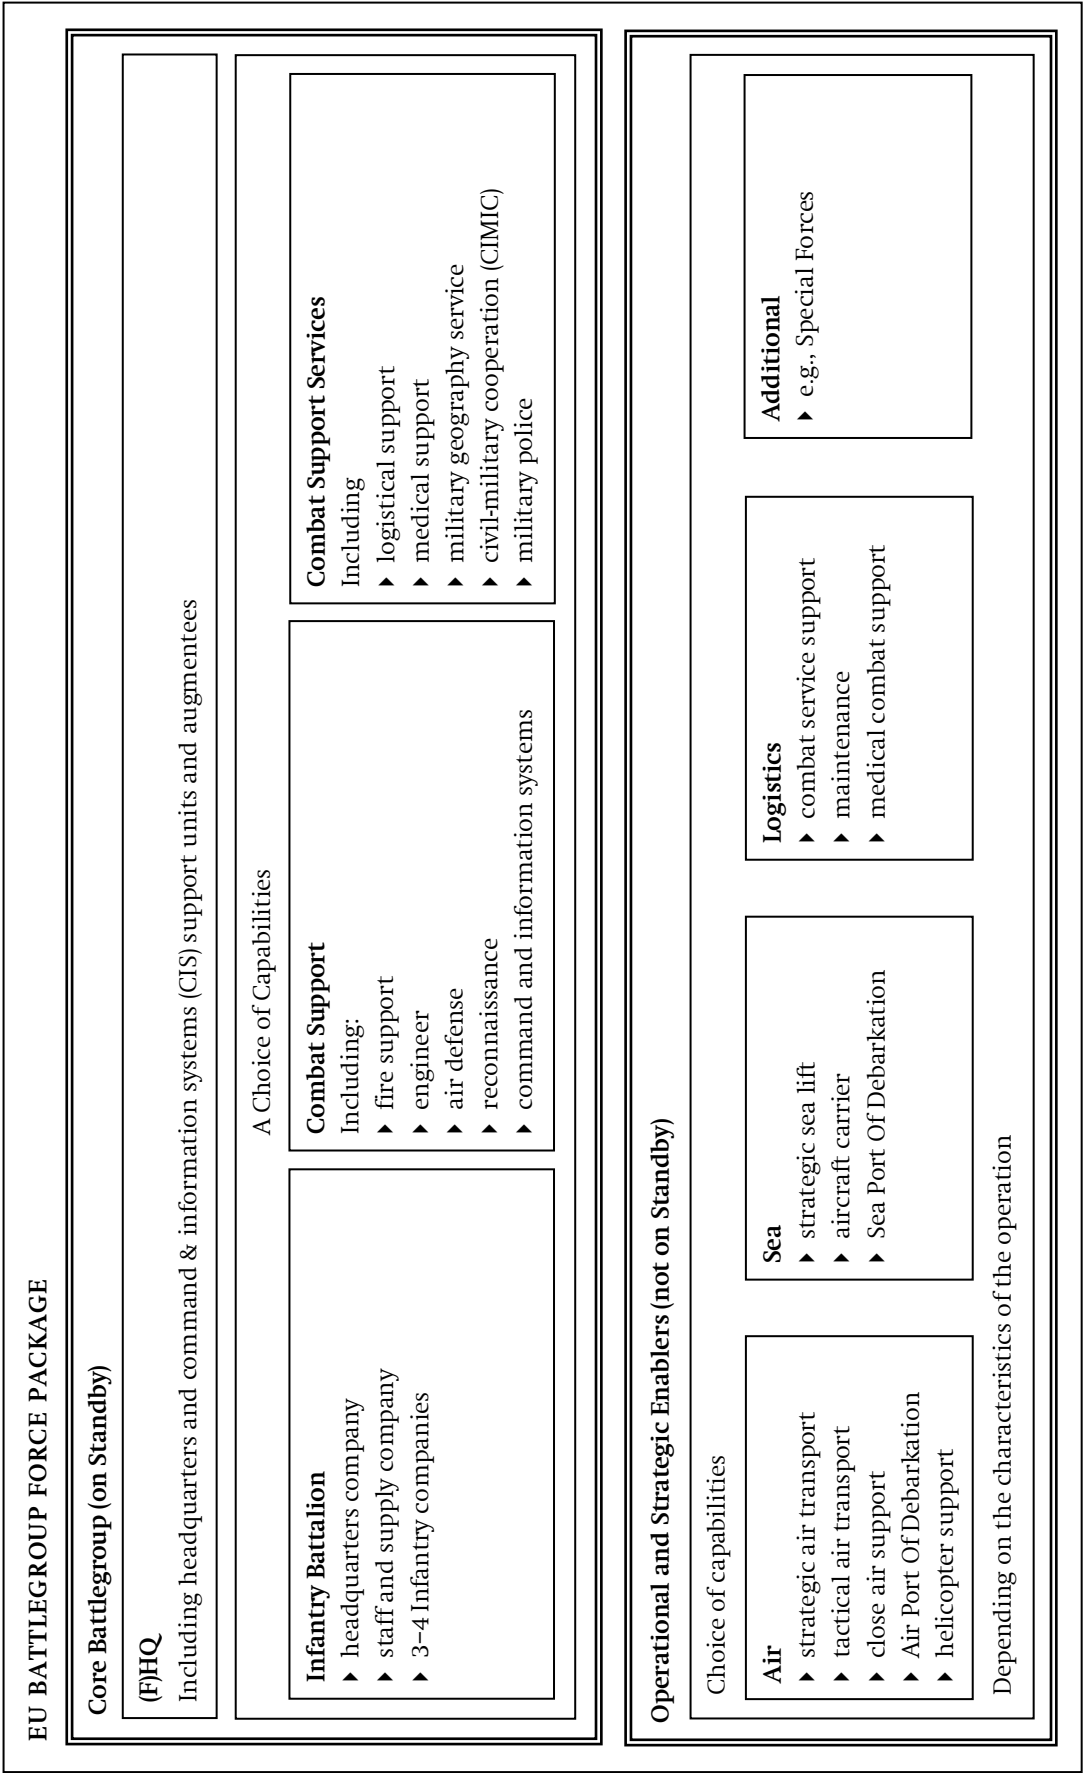 EU BATTLEGROUP FORCE PACKAGE
Core Battlegroup (on Standby)
(F)HQ
Including headquarters and command & information systems (CIS) support units and augmentees
A Choice of Capabilities
Infantry Battalion
headquarters company
staff and supply company
3–4 Infantry companies
Combat Support
Including:
fire support
engineer
air defense
reconnaissance
command and information systems
Combat Support Services
Including
logistical support
medical support
military geography service
civil-military cooperation (CIMIC)
military police
Operational and Strategic Enablers (not on Standby)
Choice of capabilities
Air
strategic air transport
tactical air transport
close air support
Air Port Of Debarkation
helicopter support
Sea
strategic sea lift
aircraft carrier
Sea Port Of Debarkation
Logistics
combat service support
maintenance
medical combat support
Additional
e.g., Special Forces
Depending on the characteristics of the operation